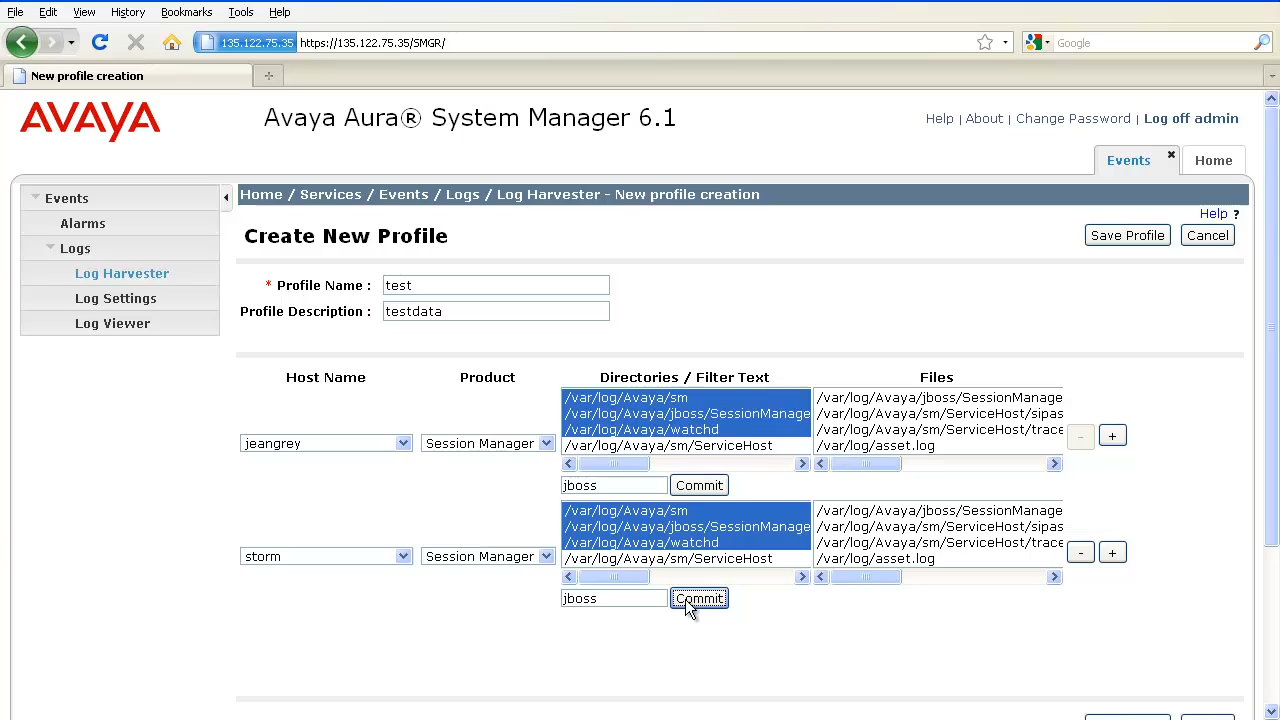 File Edit View History Bookmarks Tools Help
135.122.75.35 https://135.122.75.35/SMGR/ Google
New profile creation
AVAYA Avaya Aura® System Manager 6.1 Help | About | Change Password | Log off admin
Events Home
Events
Alarms
Logs
Log Harvester
Log Settings
Log Viewer
Home / Services / Events / Logs / Log Harvester - New profile creation
Help ?
Create New Profile Save Profile Cancel
* Profile Name : test
Profile Description : testdata
Host Name Product Directories / Filter Text Files
jeangrey Session Manager
/var/log/Avaya/sm
/var/log/Avaya/jboss/SessionManage
/var/log/Avaya/watchd
/var/log/Avaya/sm/ServiceHost
/var/log/Avaya/jboss/SessionManage
/var/log/Avaya/sm/ServiceHost/sipas
/var/log/Avaya/sm/ServiceHost/trace
/var/log/asset.log
- +
jboss Commit
storm Session Manager
/var/log/Avaya/sm
/var/log/Avaya/jboss/SessionManage
/var/log/Avaya/watchd
/var/log/Avaya/sm/ServiceHost
/var/log/Avaya/jboss/SessionManage
/var/log/Avaya/sm/ServiceHost/sipas
/var/log/Avaya/sm/ServiceHost/trace
/var/log/asset.log
- +
jboss Commit